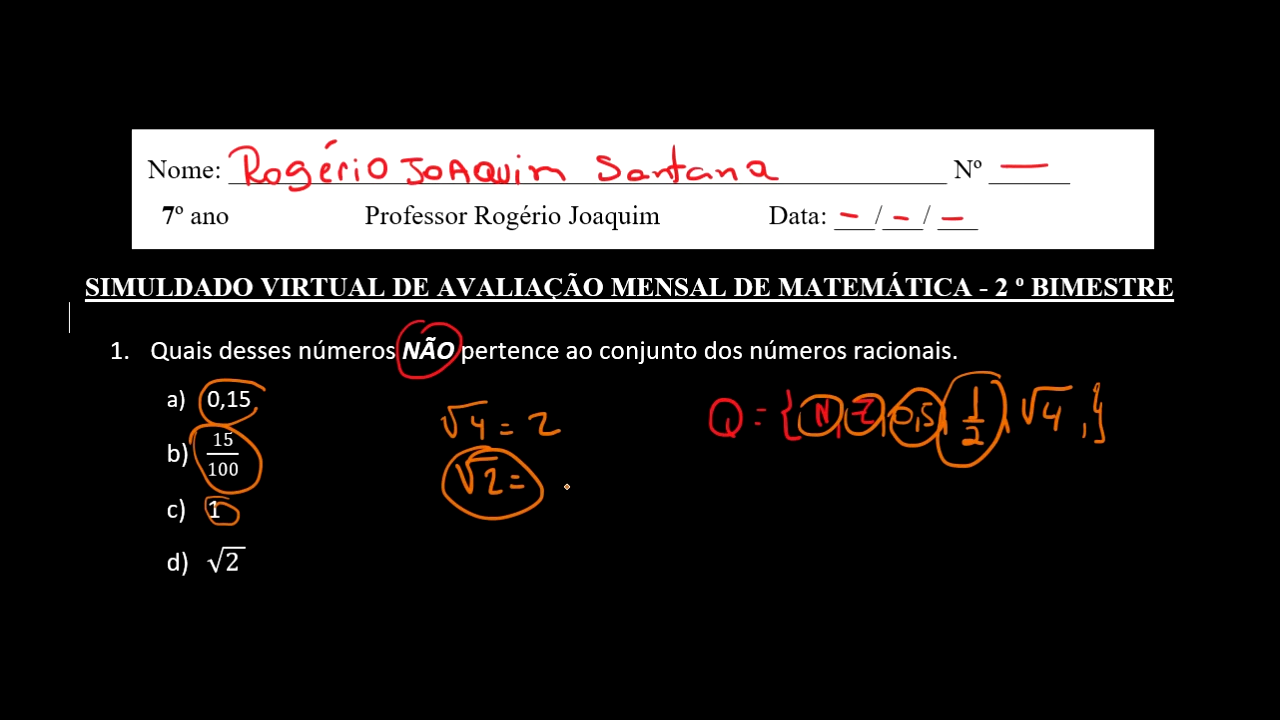 Nome: Rogério Joaquim Santana Nº —
7º ano Professor Rogério Joaquim Data: - / - / -
SIMULDADO VIRTUAL DE AVALIAÇÃO MENSAL DE MATEMÁTICA - 2 º BIMESTRE
1. Quais desses números NÃO pertence ao conjunto dos números racionais.
a) 0,15
b) 15/100
c) 1
d) √2
√4 = 2
√2 =
Q = {N, Z, 0,5, 1/2, √4, }